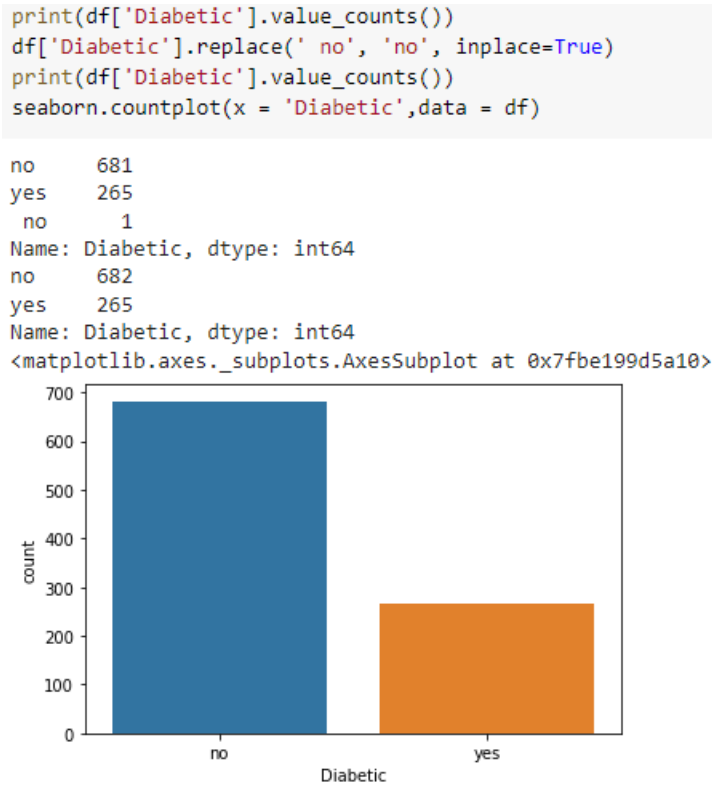 print(df['Diabetic'].value_counts())
df['Diabetic'].replace(' no', 'no', inplace=True)
print(df['Diabetic'].value_counts())
seaborn.countplot(x = 'Diabetic',data = df)
no      681
yes     265
 no       1
Name: Diabetic, dtype: int64
no      682
yes     265
Name: Diabetic, dtype: int64
<matplotlib.axes._subplots.AxesSubplot at 0x7fbe199d5a10>
700
600
500
400
300
200
100
0
count
no yes
Diabetic